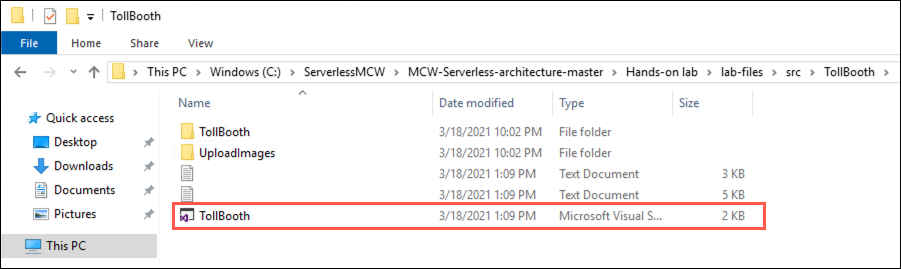 TollBooth
File Home Share View
This PC > Windows (C:) > ServerlessMCW > MCW-Serverless-architecture-master > Hands-on lab > lab-files > src > TollBooth >
Name Date modified Type Size
Quick access
Desktop
Downloads
Documents
Pictures
This PC
TollBooth 3/18/2021 10:02 PM File folder
UploadImages 3/18/2021 10:02 PM File folder
3/18/2021 1:09 PM Text Document 3 KB
3/18/2021 1:09 PM Text Document 5 KB
TollBooth 3/18/2021 1:09 PM Microsoft Visual S... 2 KB